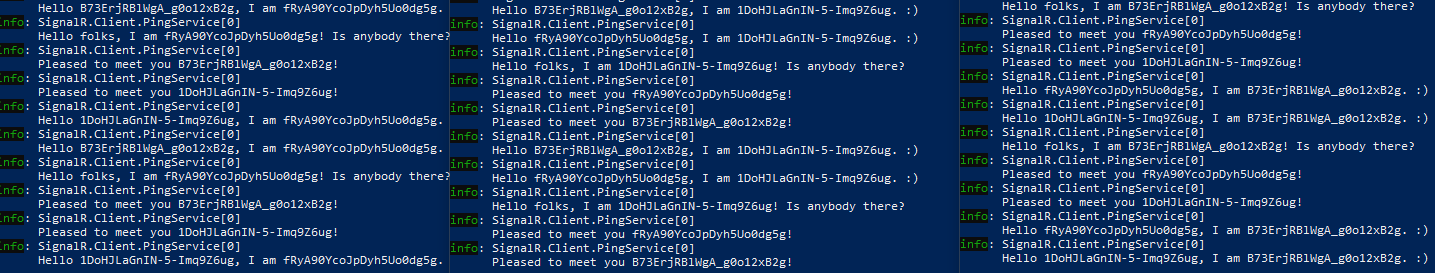 Hello B73ErjRBlWgA_g0o12xB2g, I am fRyA90YcoJpDyh5Uo0dg5g.
info: SignalR.Client.PingService[0]
Hello folks, I am fRyA90YcoJpDyh5Uo0dg5g! Is anybody there?
info: SignalR.Client.PingService[0]
Pleased to meet you B73ErjRBlWgA_g0o12xB2g!
info: SignalR.Client.PingService[0]
Pleased to meet you 1DoHJLaGnIN-5-Imq9Z6ug!
info: SignalR.Client.PingService[0]
Hello 1DoHJLaGnIN-5-Imq9Z6ug, I am fRyA90YcoJpDyh5Uo0dg5g.
info: SignalR.Client.PingService[0]
Hello B73ErjRBlWgA_g0o12xB2g, I am fRyA90YcoJpDyh5Uo0dg5g.
info: SignalR.Client.PingService[0]
Hello folks, I am fRyA90YcoJpDyh5Uo0dg5g! Is anybody there?
info: SignalR.Client.PingService[0]
Pleased to meet you B73ErjRBlWgA_g0o12xB2g!
info: SignalR.Client.PingService[0]
Pleased to meet you 1DoHJLaGnIN-5-Imq9Z6ug!
info: SignalR.Client.PingService[0]
Hello 1DoHJLaGnIN-5-Imq9Z6ug, I am fRyA90YcoJpDyh5Uo0dg5g.
Hello B73ErjRBlWgA_g0o12xB2g, I am 1DoHJLaGnIN-5-Imq9Z6ug. :)
info: SignalR.Client.PingService[0]
Hello fRyA90YcoJpDyh5Uo0dg5g, I am 1DoHJLaGnIN-5-Imq9Z6ug. :)
info: SignalR.Client.PingService[0]
Hello folks, I am 1DoHJLaGnIN-5-Imq9Z6ug! Is anybody there?
info: SignalR.Client.PingService[0]
Pleased to meet you fRyA90YcoJpDyh5Uo0dg5g!
info: SignalR.Client.PingService[0]
Pleased to meet you B73ErjRBlWgA_g0o12xB2g!
info: SignalR.Client.PingService[0]
Hello B73ErjRBlWgA_g0o12xB2g, I am 1DoHJLaGnIN-5-Imq9Z6ug. :)
info: SignalR.Client.PingService[0]
Hello fRyA90YcoJpDyh5Uo0dg5g, I am 1DoHJLaGnIN-5-Imq9Z6ug. :)
info: SignalR.Client.PingService[0]
Hello folks, I am 1DoHJLaGnIN-5-Imq9Z6ug! Is anybody there?
info: SignalR.Client.PingService[0]
Pleased to meet you fRyA90YcoJpDyh5Uo0dg5g!
info: SignalR.Client.PingService[0]
Pleased to meet you B73ErjRBlWgA_g0o12xB2g!
Hello folks, I am B73ErjRBlWgA_g0o12xB2g! Is anybody there?
info: SignalR.Client.PingService[0]
Pleased to meet you fRyA90YcoJpDyh5Uo0dg5g!
info: SignalR.Client.PingService[0]
Pleased to meet you 1DoHJLaGnIN-5-Imq9Z6ug!
info: SignalR.Client.PingService[0]
Hello fRyA90YcoJpDyh5Uo0dg5g, I am B73ErjRBlWgA_g0o12xB2g. :)
info: SignalR.Client.PingService[0]
Hello 1DoHJLaGnIN-5-Imq9Z6ug, I am B73ErjRBlWgA_g0o12xB2g. :)
info: SignalR.Client.PingService[0]
Hello folks, I am B73ErjRBlWgA_g0o12xB2g! Is anybody there?
info: SignalR.Client.PingService[0]
Pleased to meet you fRyA90YcoJpDyh5Uo0dg5g!
info: SignalR.Client.PingService[0]
Pleased to meet you 1DoHJLaGnIN-5-Imq9Z6ug!
info: SignalR.Client.PingService[0]
Hello fRyA90YcoJpDyh5Uo0dg5g, I am B73ErjRBlWgA_g0o12xB2g. :)
info: SignalR.Client.PingService[0]
Hello 1DoHJLaGnIN-5-Imq9Z6ug, I am B73ErjRBlWgA_g0o12xB2g. :)